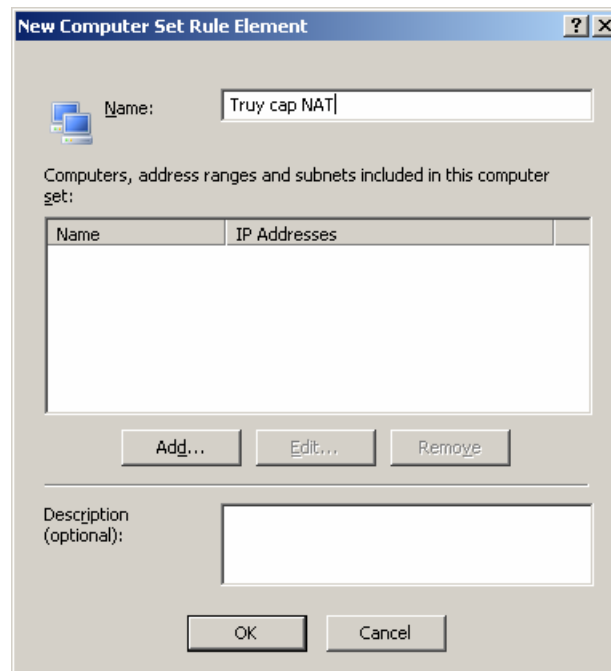 New Computer Set Rule Element
Name:
Truy cap NAT
Computers, address ranges and subnets included in this computer
set:
Name IP Addresses
Add... Edit... Remove
Description
(optional):
OK Cancel